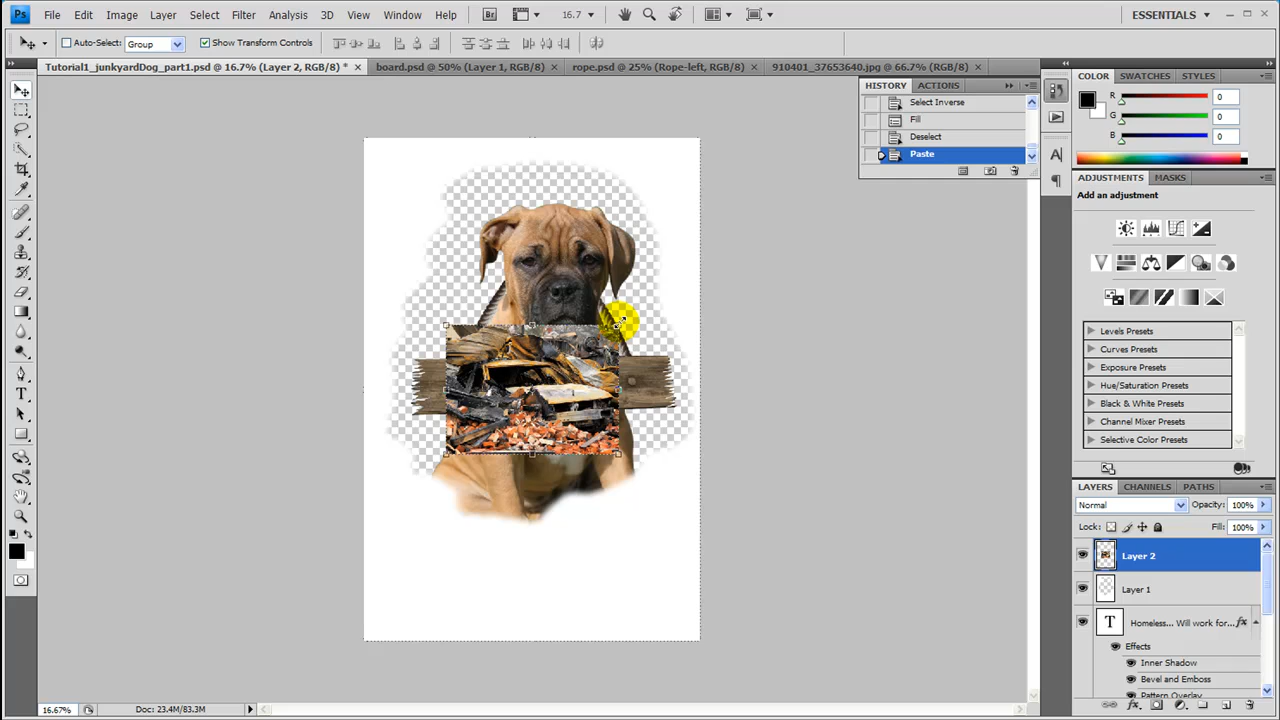 Ps File Edit Image Layer Select Filter Analysis 3D View Window Help Br 16.7 ESSENTIALS
Auto-Select: Group Show Transform Controls
Tutorial1_junkyardDog_part1.psd @ 16.7% (Layer 2, RGB/8) * × board.psd @ 50% (Layer 1, RGB/8) × rope.psd @ 25% (Rope-left, RGB/8) × 910401_37653640.jpg @ 66.7% (RGB/8) ×
HISTORY ACTIONS
Select Inverse
Fill
Deselect
Paste
COLOR SWATCHES STYLES
R 0
G 0
B 0
ADJUSTMENTS MASKS
Add an adjustment
Levels Presets
Curves Presets
Exposure Presets
Hue/Saturation Presets
Black & White Presets
Channel Mixer Presets
Selective Color Presets
LAYERS CHANNELS PATHS
Normal Opacity: 100%
Lock: Fill: 100%
Layer 2
Layer 1
T Homeless... Will work for... fx
Effects
Inner Shadow
Bevel and Emboss
Pattern Overlay
16.67% Doc: 23.4M/83.3M